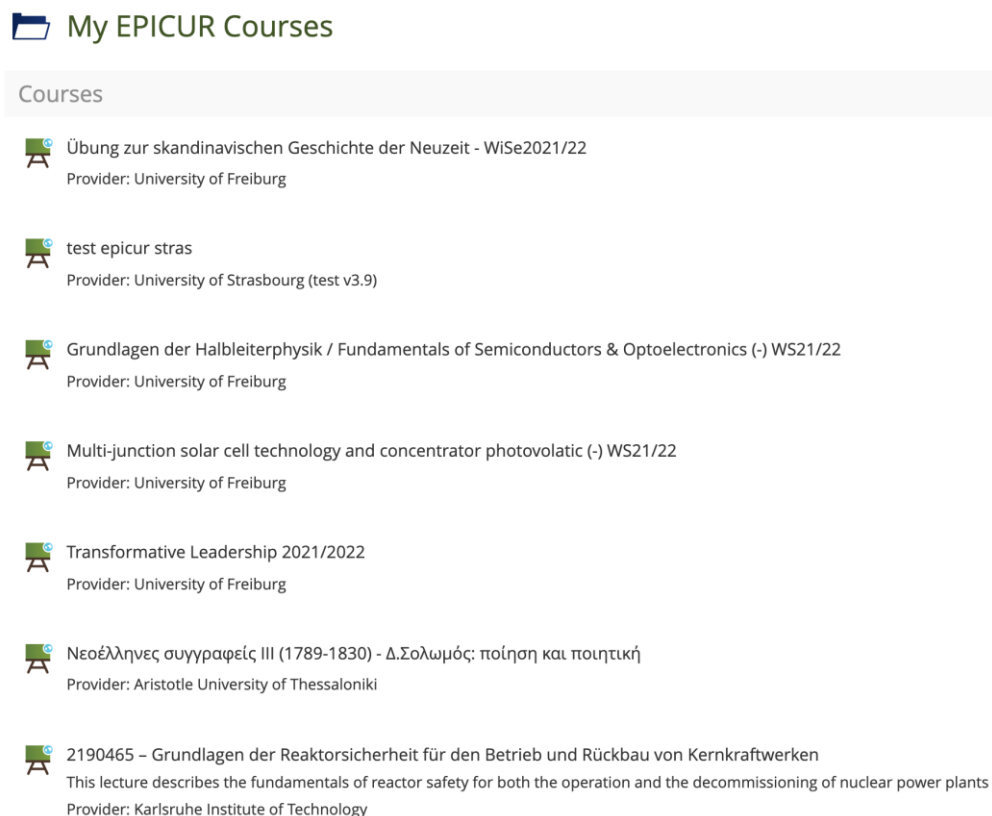 My EPICUR Courses
Courses
Übung zur skandinavischen Geschichte der Neuzeit - WiSe2021/22
Provider: University of Freiburg
test epicur stras
Provider: University of Strasbourg (test v3.9)
Grundlagen der Halbleiterphysik / Fundamentals of Semiconductors & Optoelectronics (-) WS21/22
Provider: University of Freiburg
Multi-junction solar cell technology and concentrator photovolatic (-) WS21/22
Provider: University of Freiburg
Transformative Leadership 2021/2022
Provider: University of Freiburg
Νεοέλληνες συγγραφείς III (1789-1830) - Δ.Σολωμός: ποίηση και ποιητική
Provider: Aristotle University of Thessaloniki
2190465 – Grundlagen der Reaktorsicherheit für den Betrieb und Rückbau von Kernkraftwerken
This lecture describes the fundamentals of reactor safety for both the operation and the decommissioning of nuclear power plants
Provider: Karlsruhe Institute of Technology